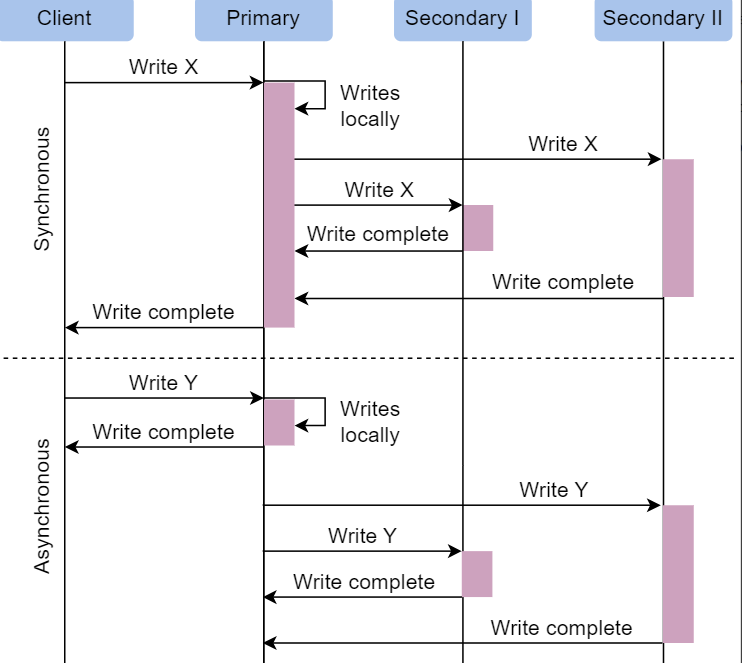 Client
Primary
Secondary I
Secondary II
Synchronous
Write X
Writes
locally
Write X
Write X
Write complete
Write complete
Write complete
Asynchronous
Write Y
Writes
locally
Write complete
Write Y
Write Y
Write complete
Write complete